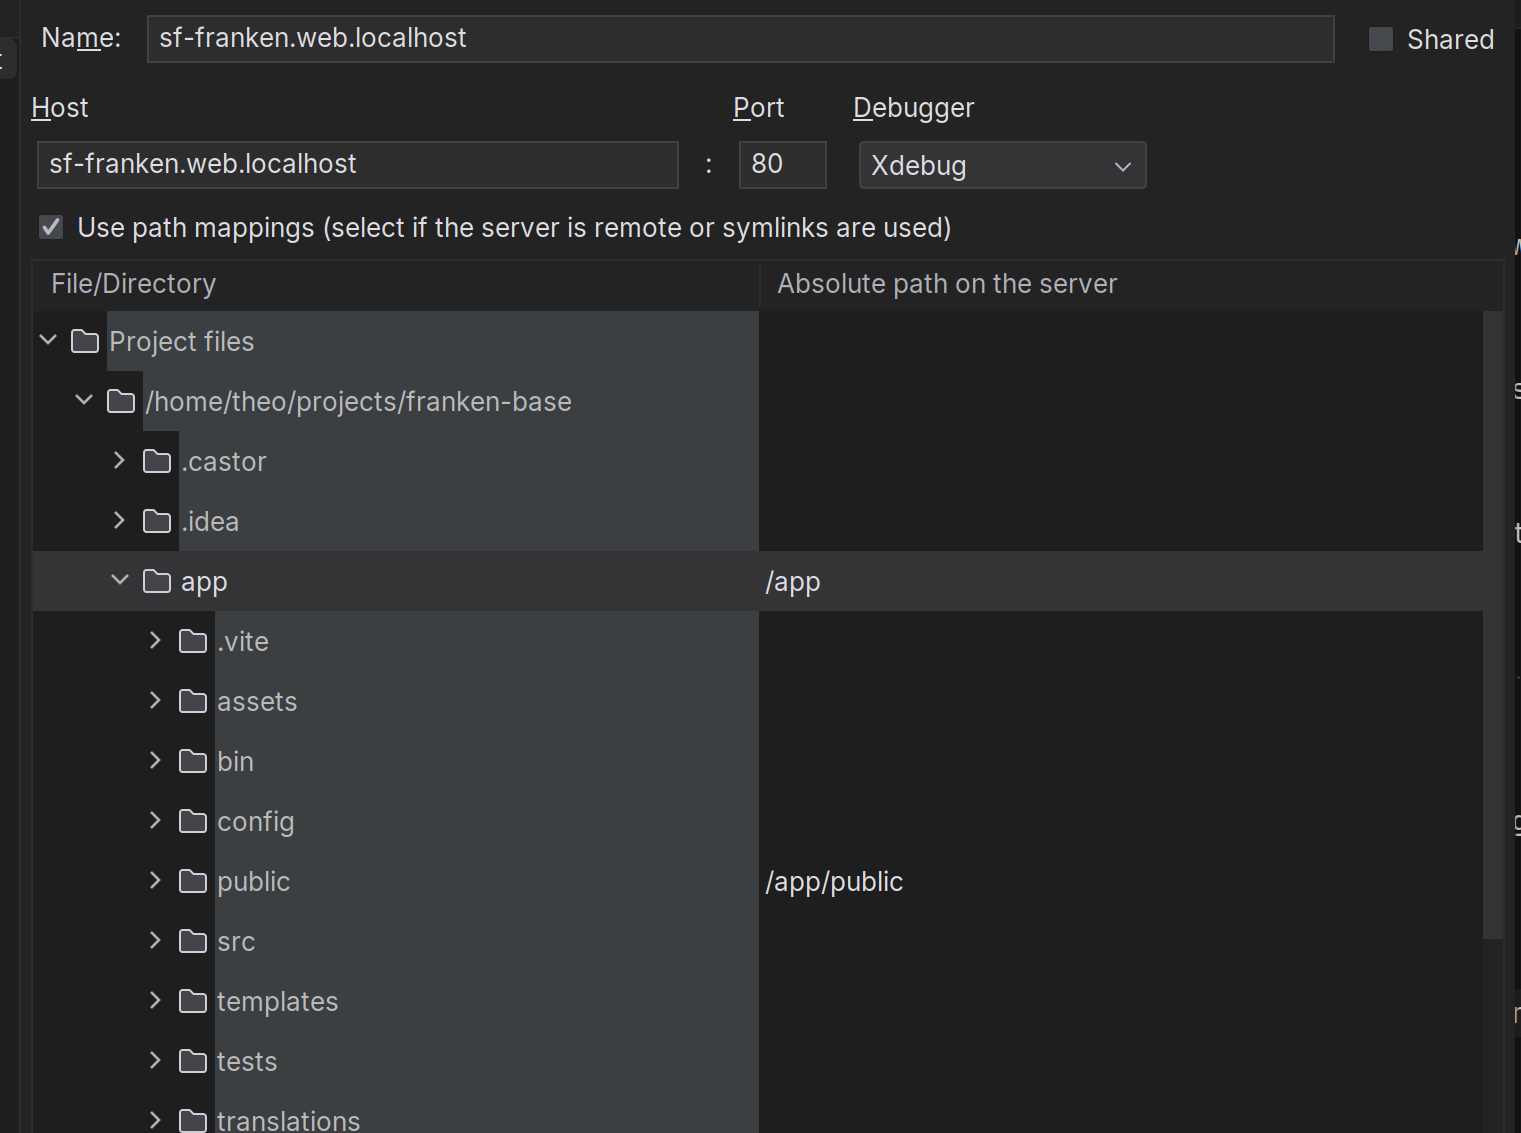 Name: sf-franken.web.localhost Shared
Host Port Debugger
sf-franken.web.localhost : 80 Xdebug
Use path mappings (select if the server is remote or symlinks are used)
File/Directory Absolute path on the server
Project files
/home/theo/projects/franken-base
.castor
.idea
app /app
.vite
assets
bin
config
public /app/public
src
templates
tests
translations